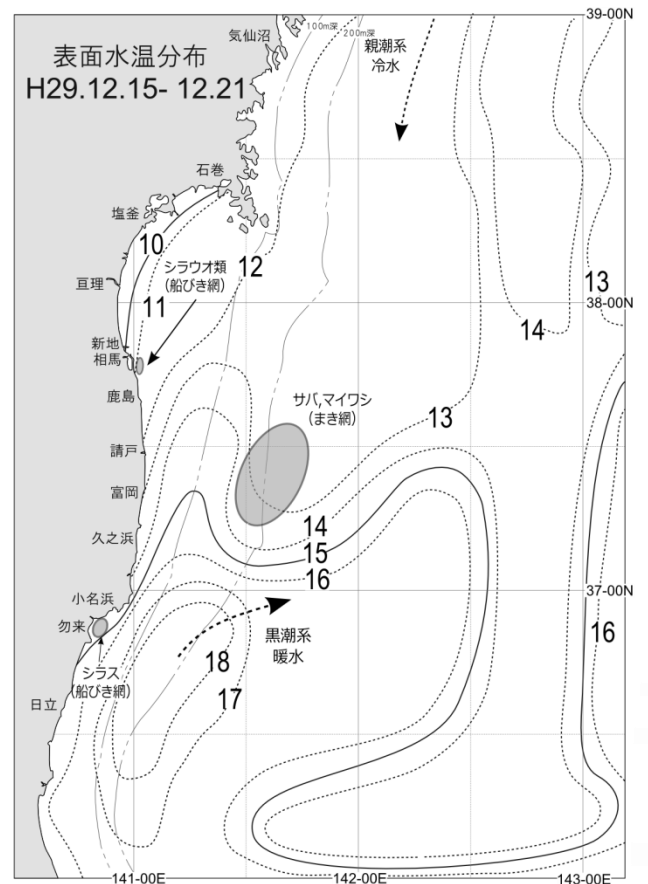 39-00N
気仙沼
100m深
200m深
表面水温分布
H29.12.15- 12.21
親潮系
冷水
石巻
塩釜
10
シラウオ類
(船びき網)
12
亘理
11
13
38-00N
14
新地
相馬
鹿島
サバ,マイワシ
(まき網)
13
請戸
富岡
14
久之浜
15
16
小名浜
37-00N
勿来
黒潮系
暖水
16
シラス
(船びき網)
18
17
日立
141-00E
142-00E
143-00E